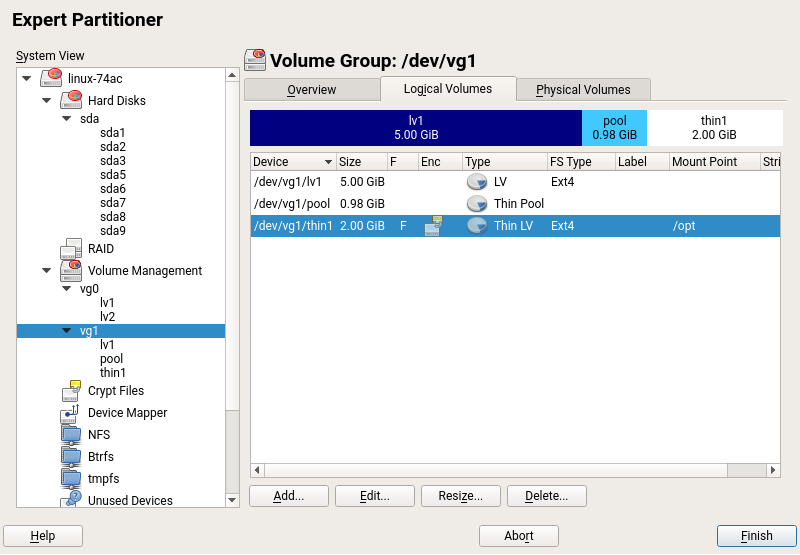 Expert Partitioner
System View
linux-74ac
Hard Disks
sda
sda1
sda2
sda3
sda5
sda6
sda7
sda8
sda9
RAID
Volume Management
vg0
lv1
lv2
vg1
lv1
pool
thin1
Crypt Files
Device Mapper
NFS
Btrfs
tmpfs
Unused Devices
Volume Group: /dev/vg1
Overview Logical Volumes Physical Volumes
lv1 pool thin1
5.00 GiB 0.98 GiB 2.00 GiB
Device Size F Enc Type FS Type Label Mount Point Stri
/dev/vg1/lv1 5.00 GiB LV Ext4
/dev/vg1/pool 0.98 GiB Thin Pool
/dev/vg1/thin1 2.00 GiB F Thin LV Ext4 /opt
Add... Edit... Resize... Delete...
Help Abort Finish